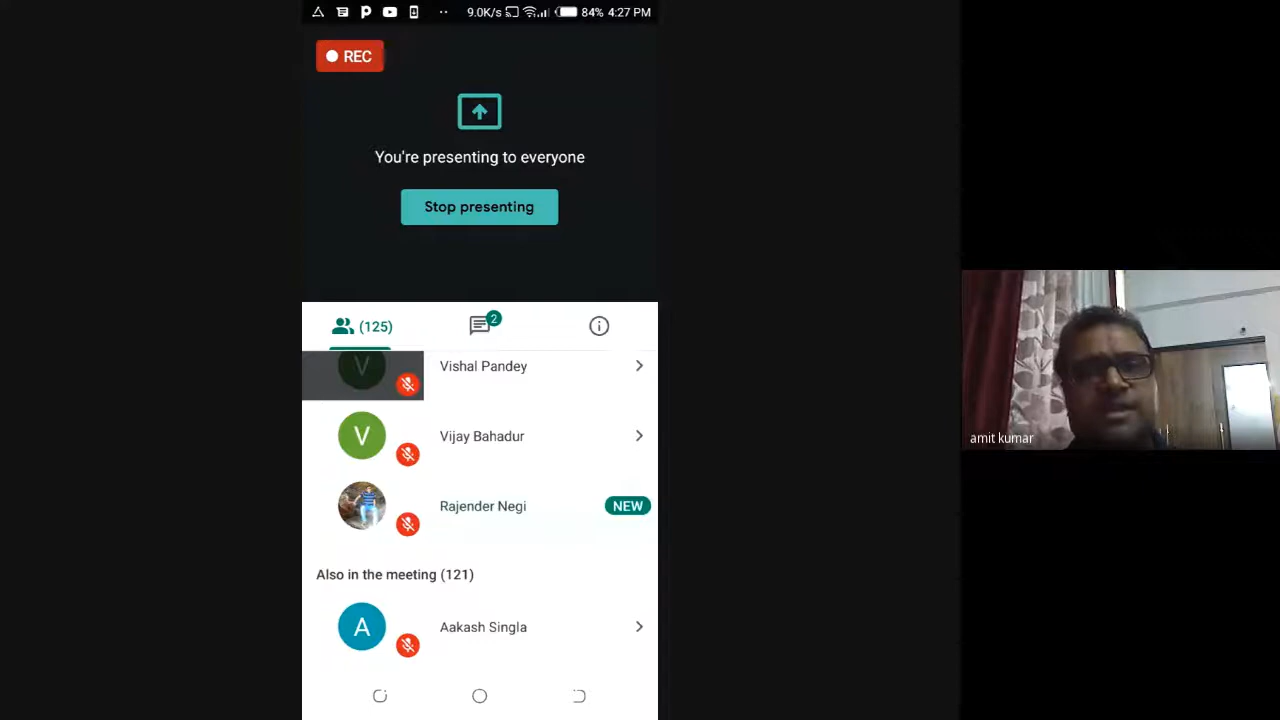 9.0K/s 84% 4:27 PM
REC
You're presenting to everyone
Stop presenting
(125)
2
V Vishal Pandey
V Vijay Bahadur
Rajender Negi NEW
Also in the meeting (121)
A Aakash Singla
amit kumar